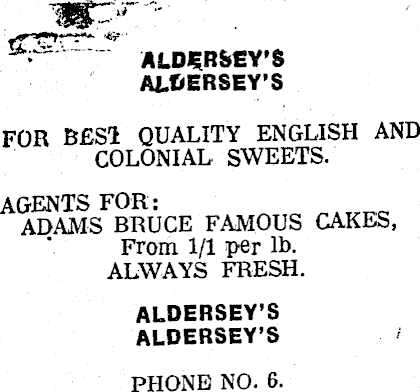 ALDERSEY'S
ALDERSEY'S
FOR BEST QUALITY ENGLISH AND
COLONIAL SWEETS.
AGENTS FOR:
ADAMS BRUCE FAMOUS CAKES,
From 1/1 per lb.
ALWAYS FRESH.
ALDERSEY'S
ALDERSEY'S
PHONE NO. 6.